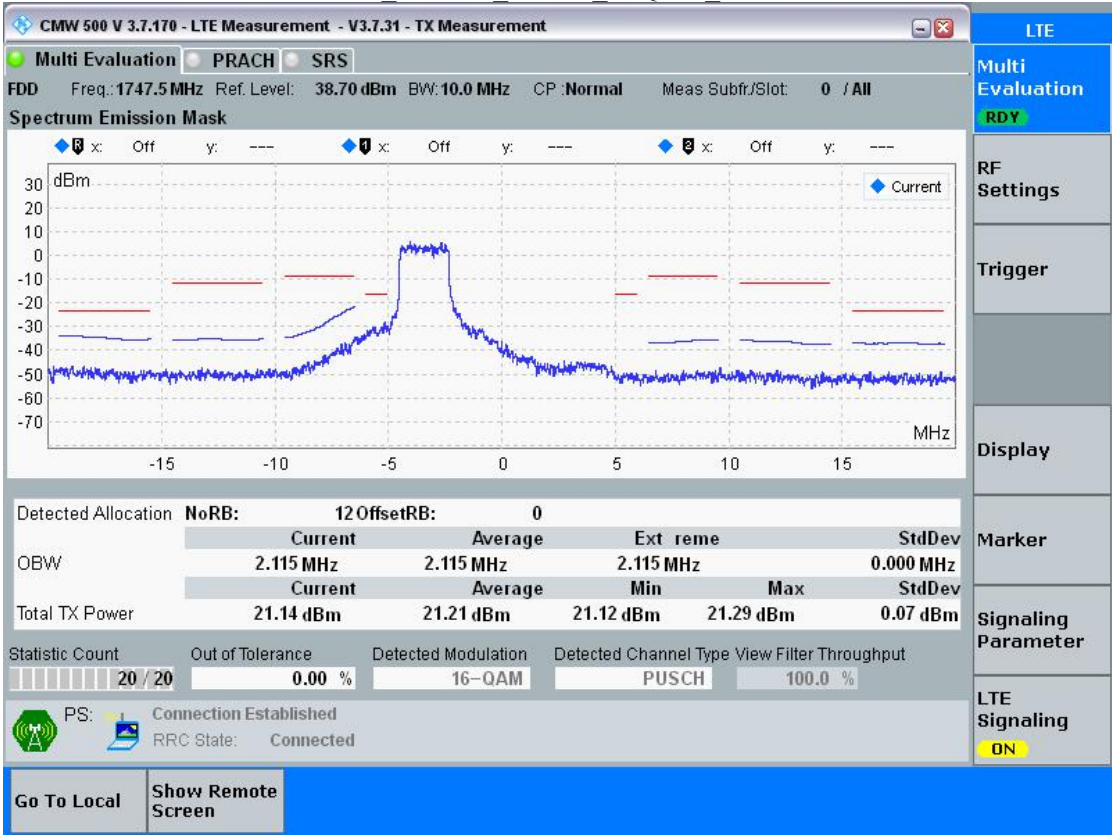 CMW 500 V 3.7.170 - LTE Measurement - V3.7.31 - TX Measurement
LTE
Multi Evaluation PRACH SRS
FDD Freq.: 1747.5 MHz Ref. Level: 38.70 dBm BW: 10.0 MHz CP :Normal Meas Subfr./Slot: 0 / All
Spectrum Emission Mask
R x: Off y: --- 1 x: Off y: --- 2 x: Off y: ---
dBm
Current
30
20
10
0
-10
-20
-30
-40
-50
-60
-70
MHz
-15 -10 -5 0 5 10 15
Detected Allocation NoRB: 12 OffsetRB: 0
Current Average Ext reme StdDev
OBW 2.115 MHz 2.115 MHz 2.115 MHz 0.000 MHz
Current Average Min Max StdDev
Total TX Power 21.14 dBm 21.21 dBm 21.12 dBm 21.29 dBm 0.07 dBm
Statistic Count Out of Tolerance Detected Modulation Detected Channel Type View Filter Throughput
20 / 20 0.00 % 16-QAM PUSCH 100.0 %
PS: Connection Established
RRC State: Connected
Multi
Evaluation
RDY
RF
Settings
Trigger
Display
Marker
Signaling
Parameter
LTE
Signaling
ON
Go To Local
Show Remote
Screen